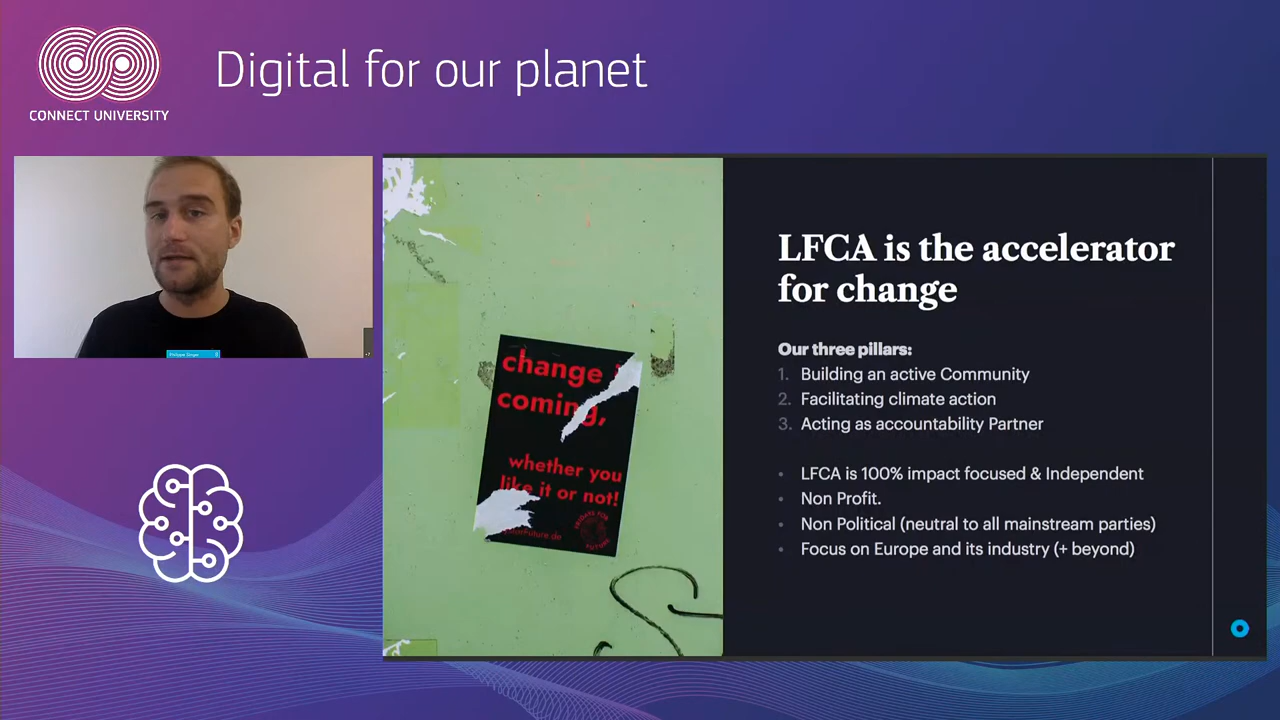 CONNECT UNIVERSITY
Digital for our planet
change
coming,
whether you
like it or not!
LFCA is the accelerator
for change
Our three pillars:
1. Building an active Community
2. Facilitating climate action
3. Acting as accountability Partner
• LFCA is 100% impact focused & Independent
• Non Profit.
• Non Political (neutral to all mainstream parties)
• Focus on Europe and its industry (+ beyond)